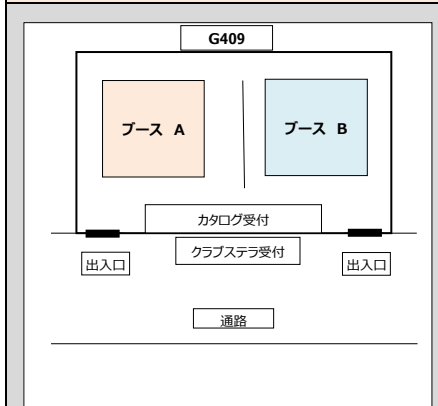 G409
ブース A
ブース B
カタログ受付
クラブステラ受付
出入口
出入口
通路